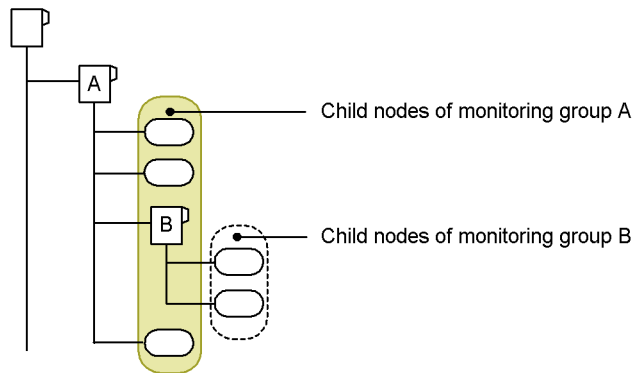 A
Child nodes of monitoring group A
B
Child nodes of monitoring group B